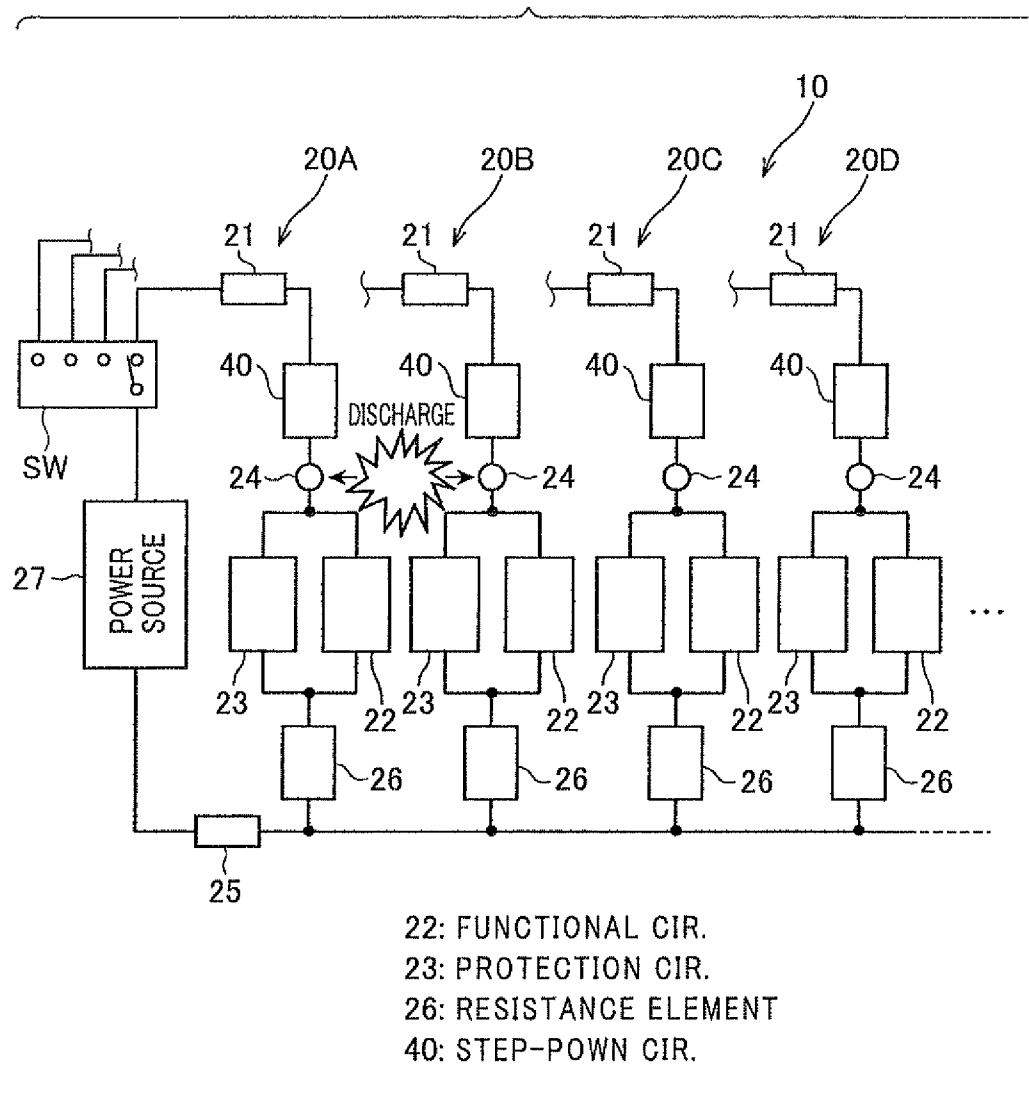 10
20A
20B
20C
20D
21
21
21
21
40
40
40
40
DISCHARGE
SW
24
24
24
24
27
POWER
SOURCE
23
22
23
22
23
22
23
22
...
26
26
26
26
25
22: FUNCTIONAL CIR.
23: PROTECTION CIR.
26: RESISTANCE ELEMENT
40: STEP-POWN CIR.